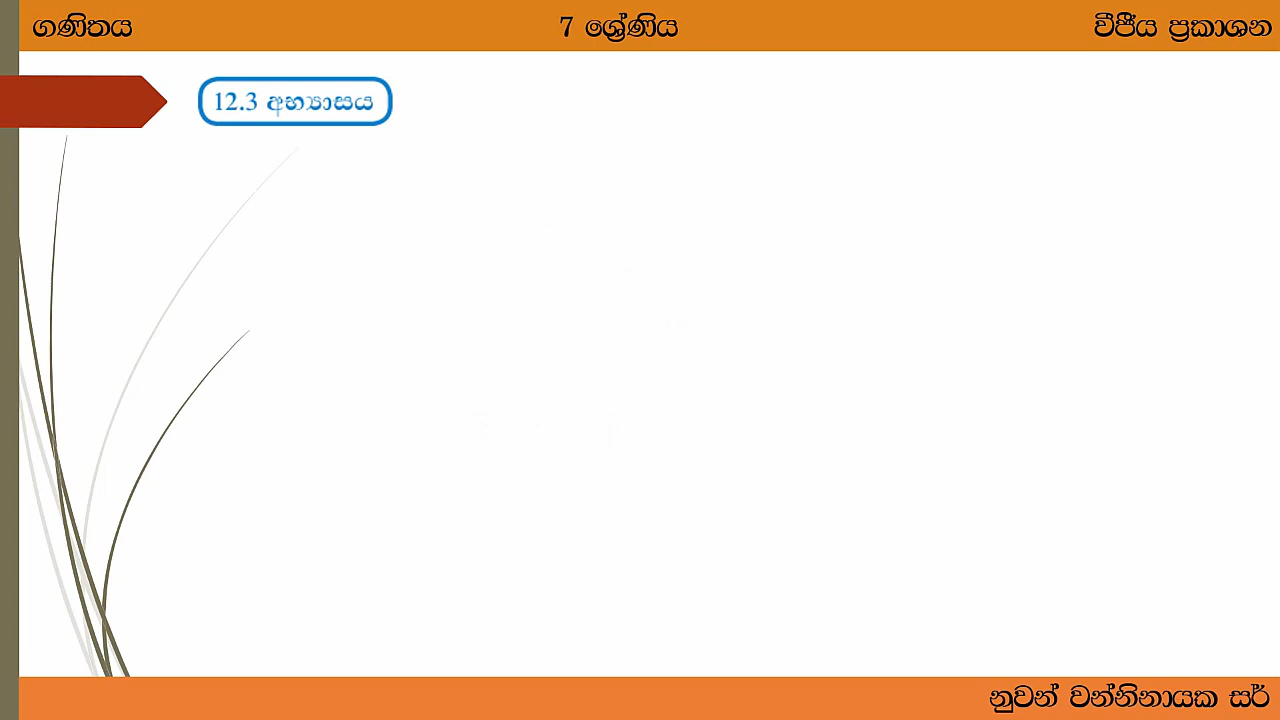 ගණිතය
7 ශ්‍රේණිය
වීජීය ප්‍රකාශන
12.3 අභ්‍යාසය
නුවන් වන්නිනායක සර්